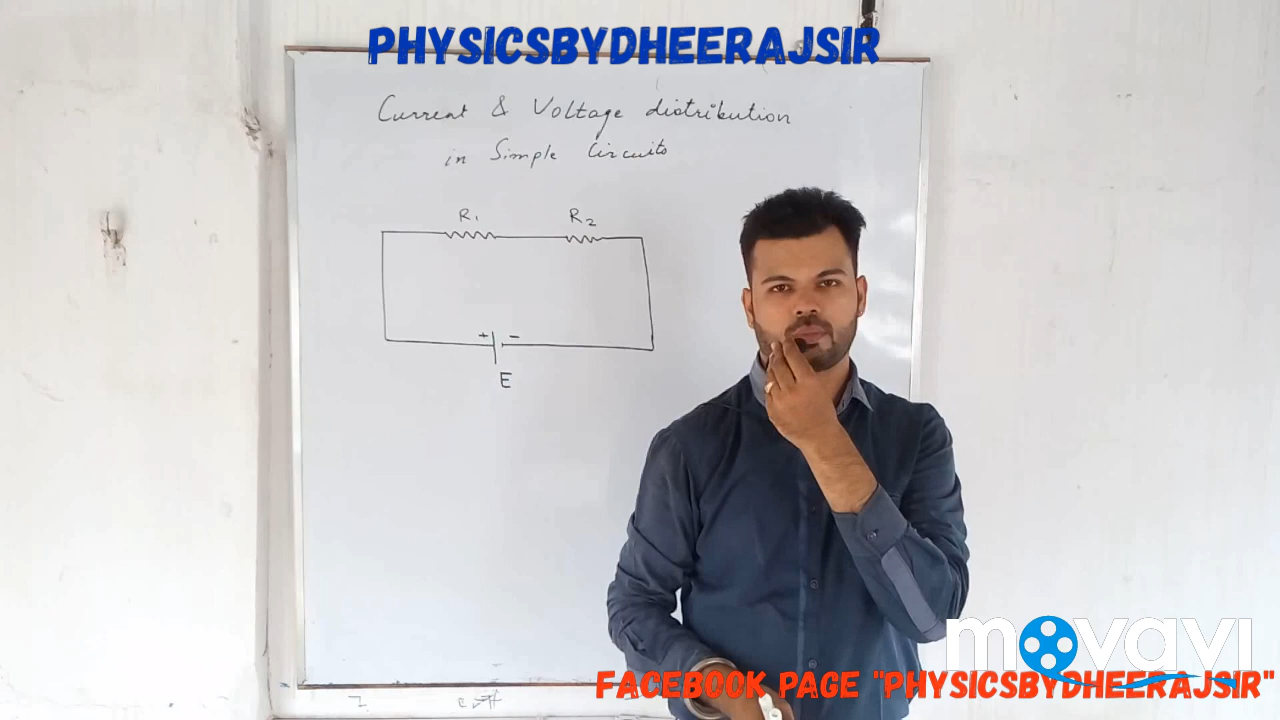 PHYSICSBYDHEERAJSIR
Current & Voltage distribution
in Simple Circuits
R1 R2
+ -
E
movavi
FACEBOOK PAGE "PHYSICSBYDHEERAJSIR"